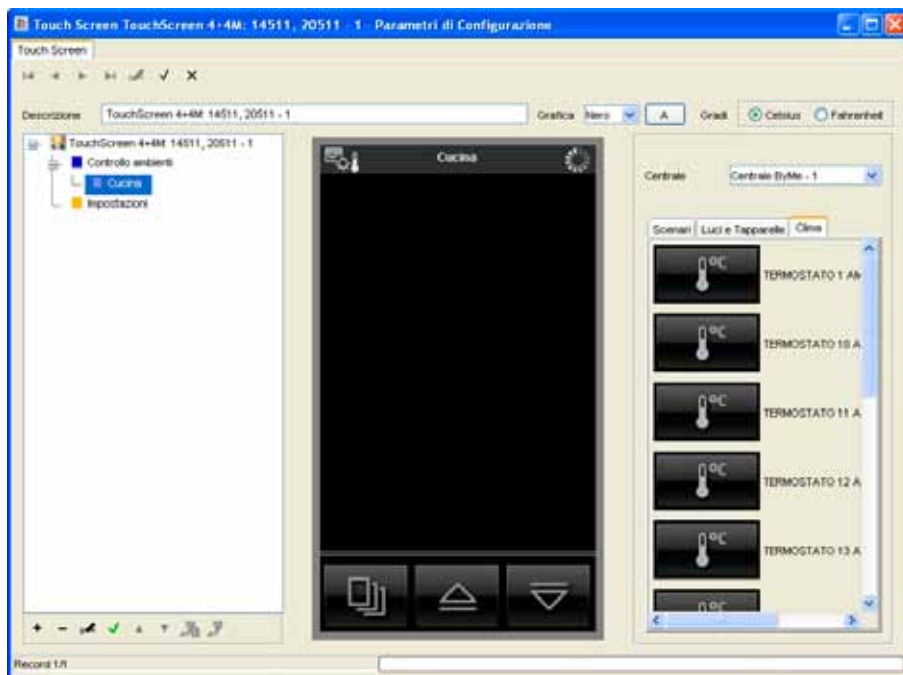 Touch Screen TouchScreen 4+4M: 14511, 20511 - 1 - Parametri di Configurazione
Touch Screen
Descrizione TouchScreen 4+4M: 14511, 20511 - 1 Grafica Nero A Gradi Celsius Fahrenheit
TouchScreen 4+4M: 14511, 20511 - 1
Controllo ambienti
Cucina
Impostazioni
Cucina
Centrale Centrale ByMe - 1
Scenari Luci e Tapparelle Clima
°C TERMOSTATO 1 AM
°C TERMOSTATO 10 A
°C TERMOSTATO 11 A
°C TERMOSTATO 12 A
°C TERMOSTATO 13 A
°C
Record 1/1